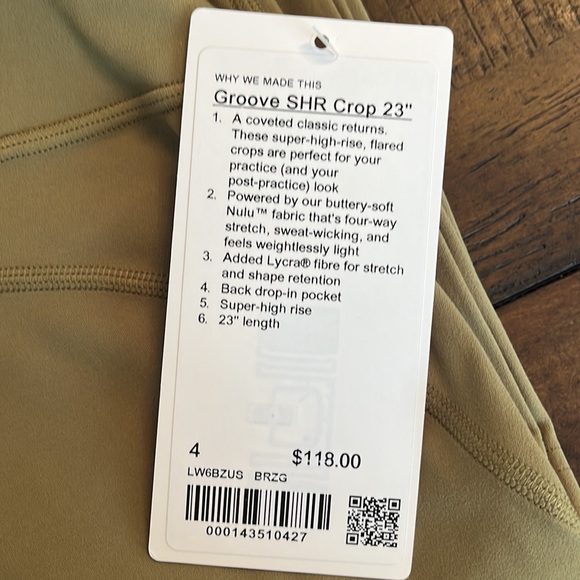 WHY WE MADE THIS
Groove SHR Crop 23"
1. A coveted classic returns.
These super-high-rise, flared
crops are perfect for your
practice (and your
post-practice) look
2. Powered by our buttery-soft
Nulu™ fabric that's four-way
stretch, sweat-wicking, and
feels weightlessly light
3. Added Lycra® fibre for stretch
and shape retention
4. Back drop-in pocket
5. Super-high rise
6. 23" length
4 $118.00
LW6BZUS BRZG
000143510427